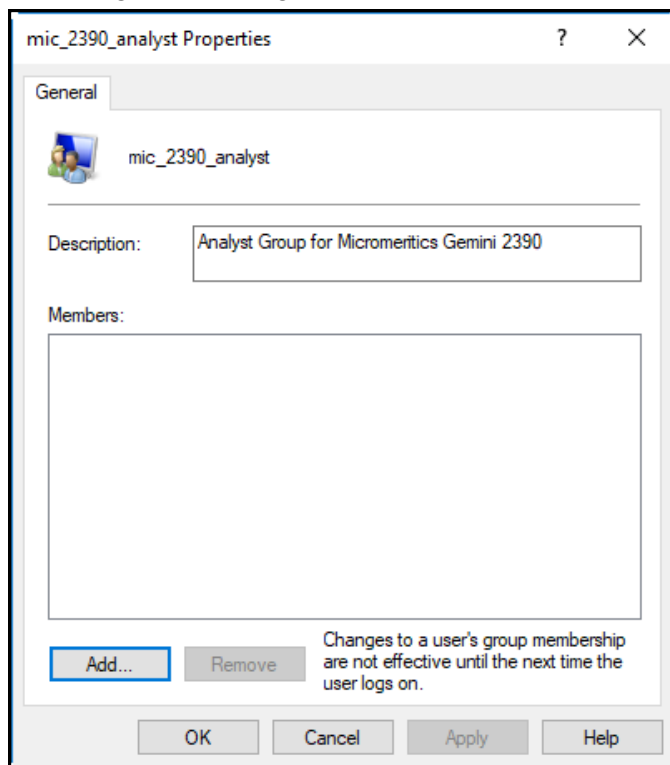 mic_2390_analyst Properties ? ×
General
mic_2390_analyst
Description: Analyst Group for Micromeritics Gemini 2390
Members:
Changes to a user's group membership
are not effective until the next time the
user logs on.
Add... Remove
OK Cancel Apply Help